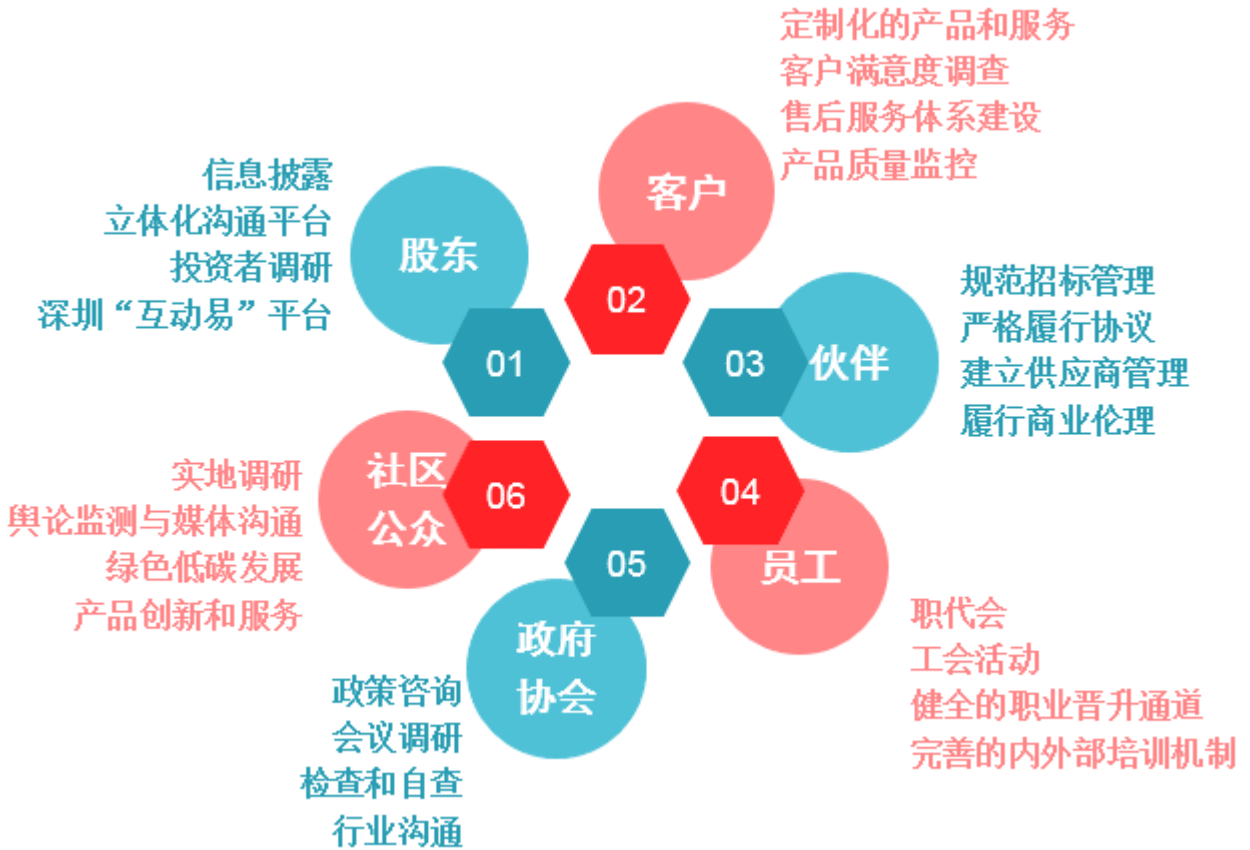 01
股东
信息披露
立体化沟通平台
投资者调研
深圳“互动易”平台
02
客户
定制化的产品和服务
客户满意度调查
售后服务体系建设
产品质量监控
03
伙伴
规范招标管理
严格履行协议
建立供应商管理
履行商业伦理
04
员工
职代会
工会活动
健全的职业晋升通道
完善的内外部培训机制
05
政府
协会
政策咨询
会议调研
检查和自查
行业沟通
06
社区
公众
实地调研
舆论监测与媒体沟通
绿色低碳发展
产品创新和服务